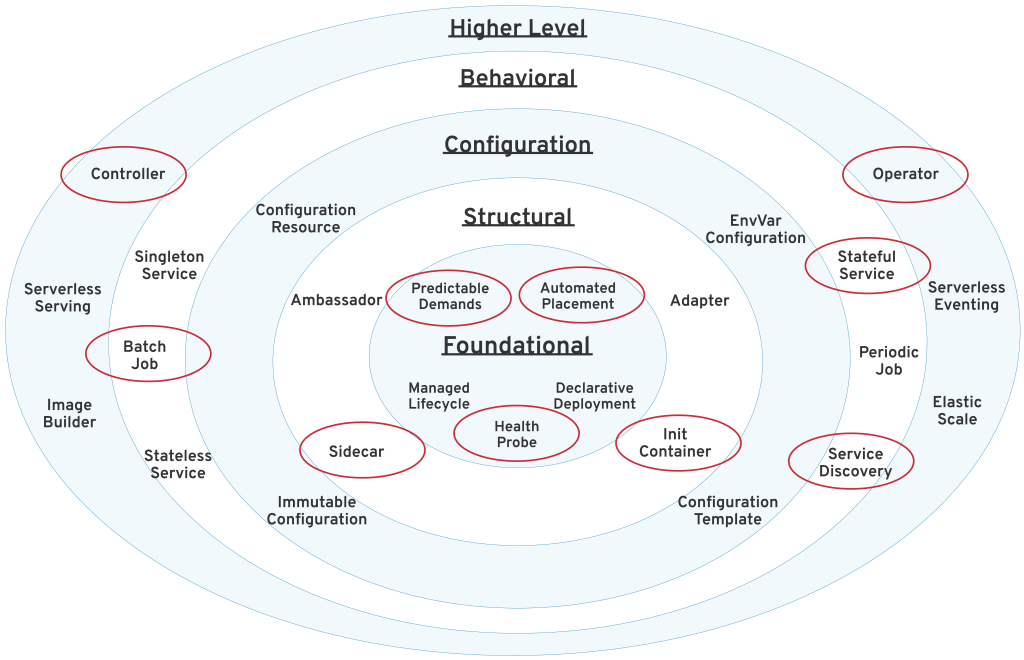 Higher Level
Behavioral
Configuration
Controller
Operator
Structural
Configuration
Resource
EnvVar
Configuration
Singleton
Service
Stateful
Service
Serverless
Serving
Ambassador
Predictable
Demands
Automated
Placement
Adapter
Serverless
Eventing
Foundational
Batch
Job
Periodic
Job
Managed
Lifecycle
Declarative
Deployment
Image
Builder
Elastic
Scale
Health
Probe
Sidecar
Init
Container
Stateless
Service
Service
Discovery
Immutable
Configuration
Configuration
Template